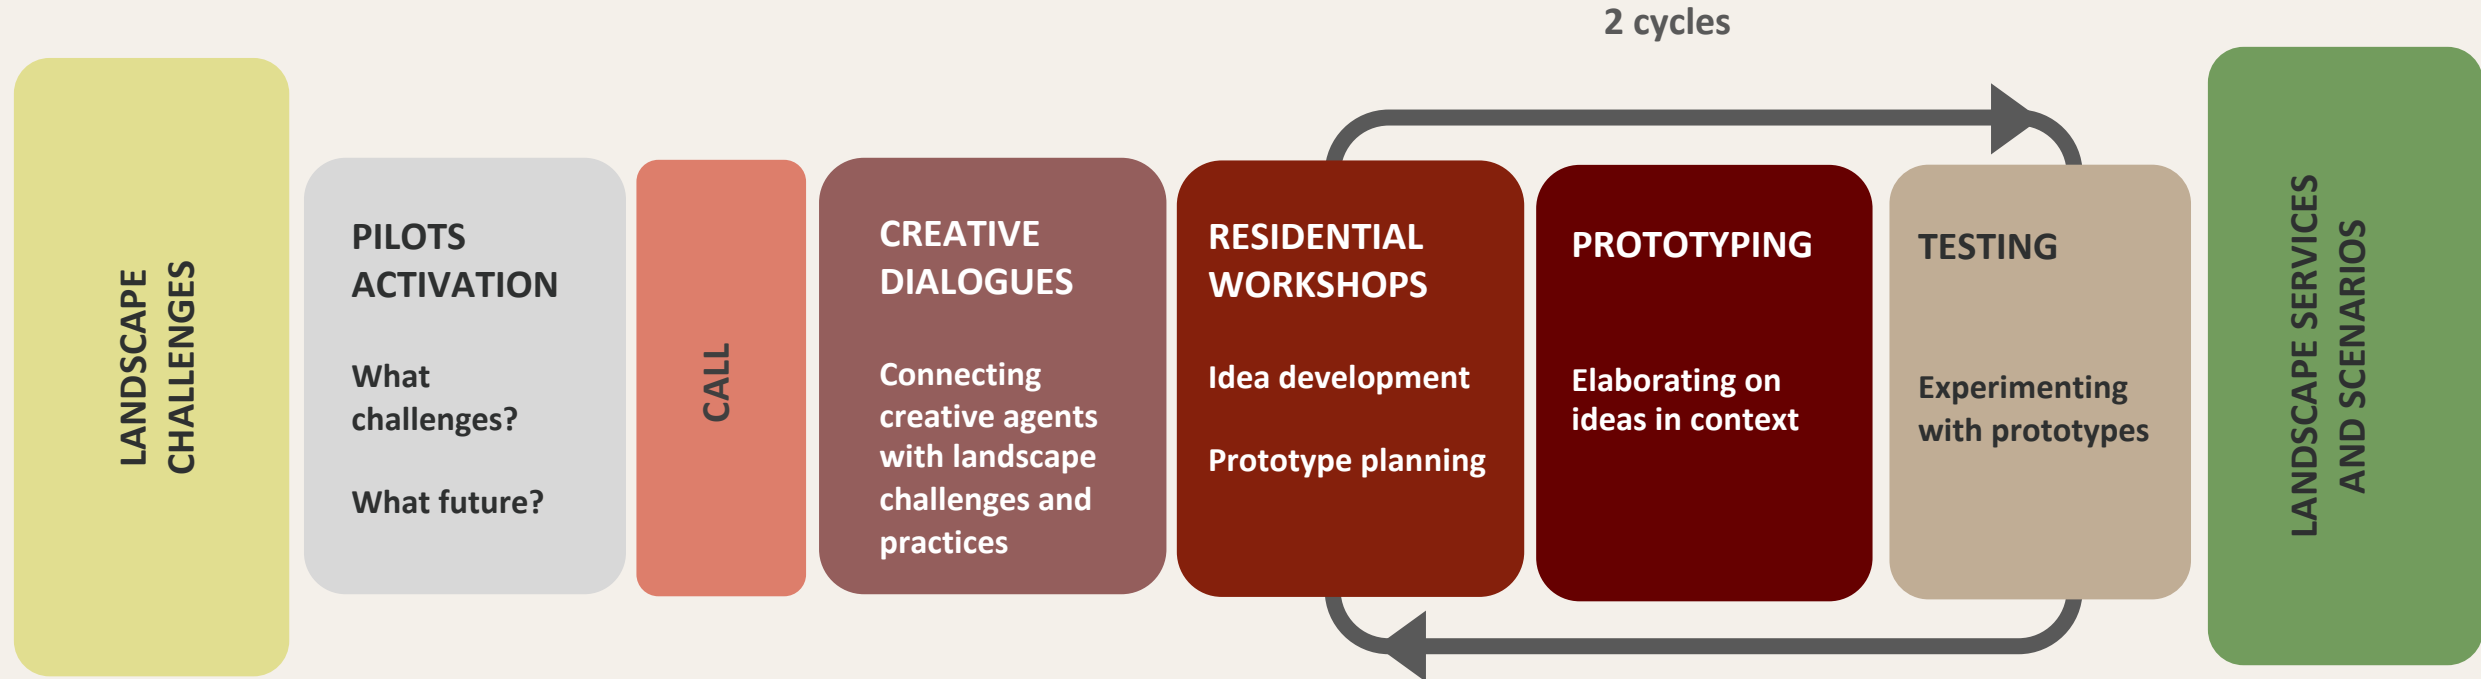 2 cycles
LANDSCAPE
CHALLENGES
PILOTS
ACTIVATION
What
challenges?
What future?
CALL
CREATIVE
DIALOGUES
Connecting
creative agents
with landscape
challenges and
practices
RESIDENTIAL
WORKSHOPS
Idea development
Prototype planning
PROTOTYPING
Elaborating on
ideas in context
TESTING
Experimenting
with prototypes
LANDSCAPE SERVICES
AND SCENARIOS